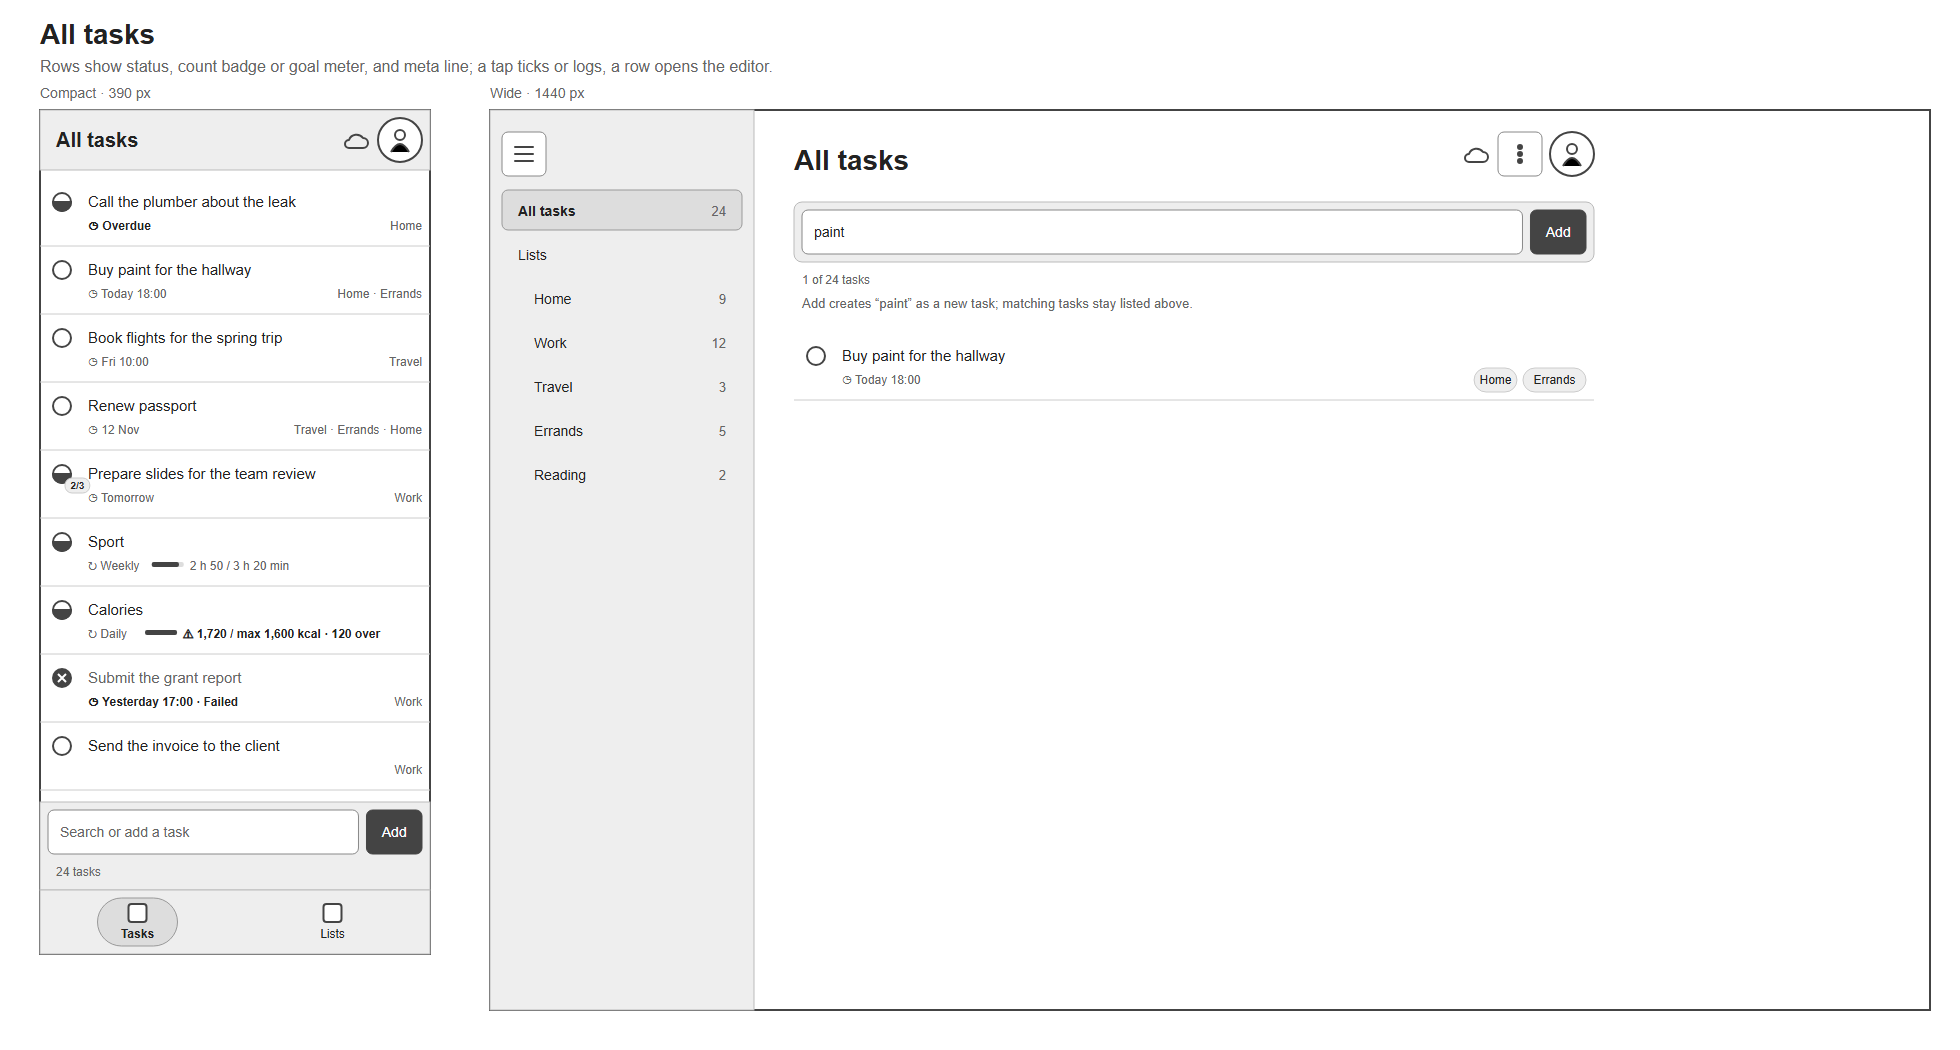 All tasks
Rows show status, count badge or goal meter, and meta line; a tap ticks or logs, a row opens the editor.
Compact · 390 px
All tasks
Call the plumber about the leak
Overdue
Home
Buy paint for the hallway
Today 18:00
Home · Errands
Book flights for the spring trip
Fri 10:00
Travel
Renew passport
12 Nov
Travel · Errands · Home
Prepare slides for the team review
2/3
Tomorrow
Work
Sport
↻ Weekly
2 h 50 / 3 h 20 min
Calories
↻ Daily
⚠ 1,720 / max 1,600 kcal · 120 over
Submit the grant report
Yesterday 17:00 · Failed
Work
Send the invoice to the client
Work
Search or add a task
Add
24 tasks
Tasks
Lists
Wide · 1440 px
All tasks 24
Lists
Home 9
Work 12
Travel 3
Errands 5
Reading 2
All tasks
paint
Add
1 of 24 tasks
Add creates “paint” as a new task; matching tasks stay listed above.
Buy paint for the hallway
Today 18:00
Home
Errands